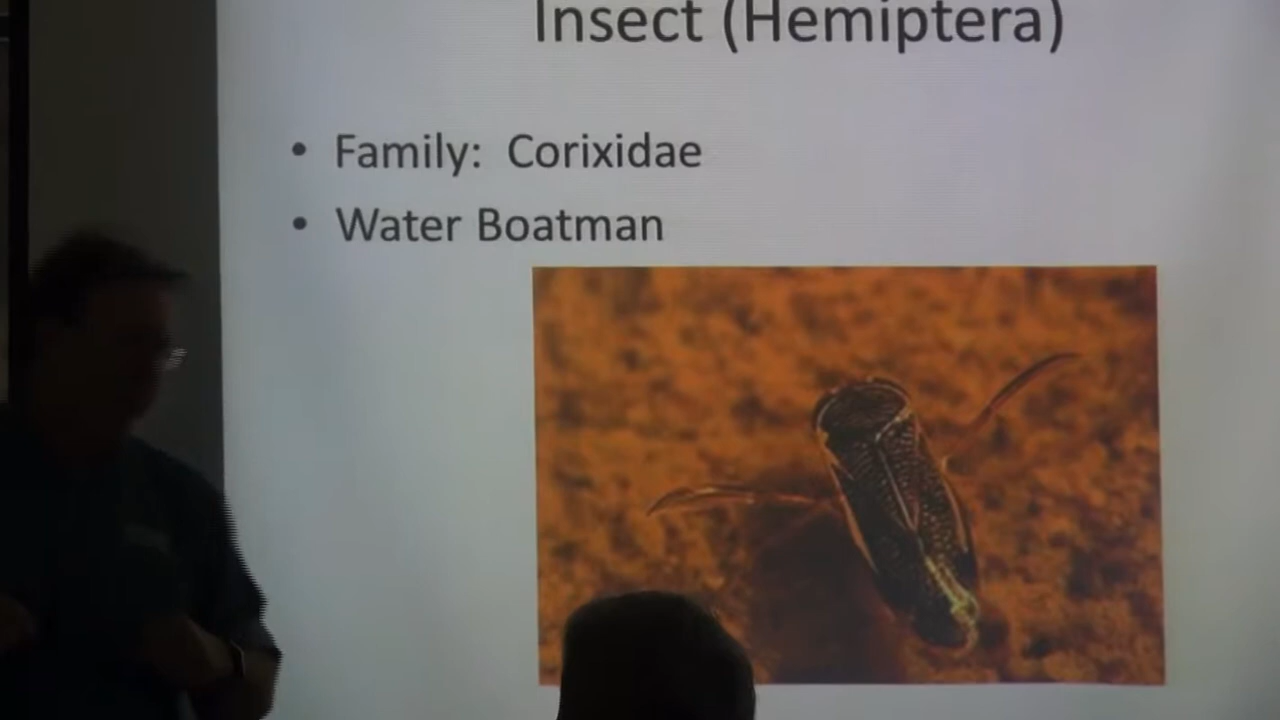 Insect (Hemiptera)
• Family: Corixidae
• Water Boatman